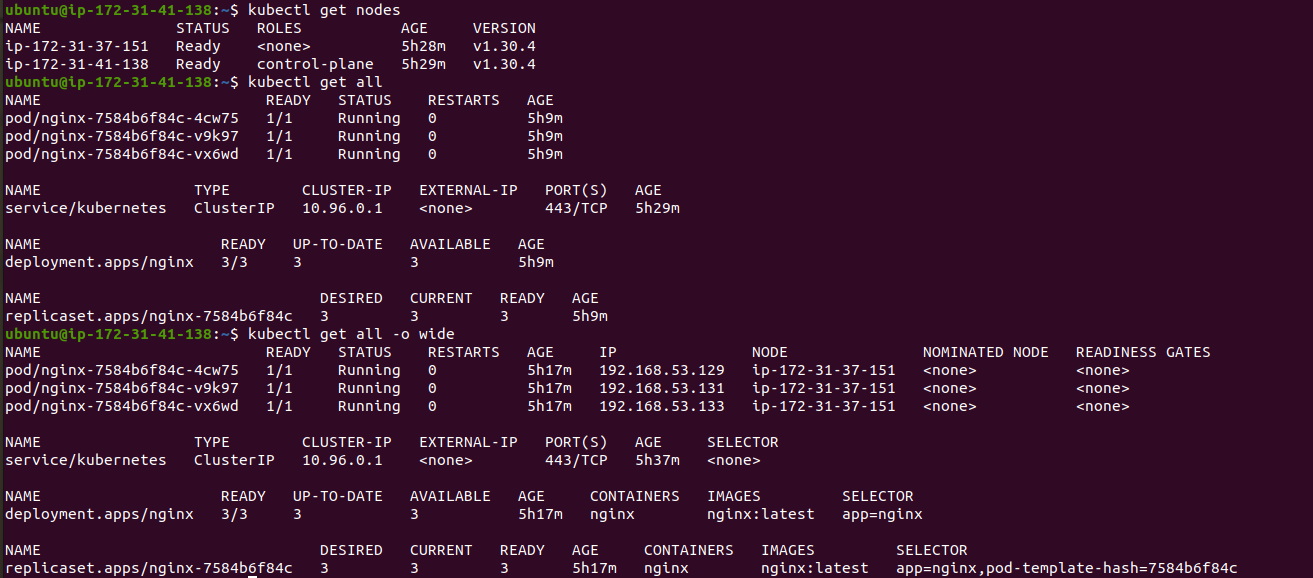 ubuntu@ip-172-31-41-138:~$ kubectl get nodes
NAME STATUS ROLES AGE VERSION
ip-172-31-37-151 Ready <none> 5h28m v1.30.4
ip-172-31-41-138 Ready control-plane 5h29m v1.30.4
ubuntu@ip-172-31-41-138:~$ kubectl get all
NAME READY STATUS RESTARTS AGE
pod/nginx-7584b6f84c-4cw75 1/1 Running 0 5h9m
pod/nginx-7584b6f84c-v9k97 1/1 Running 0 5h9m
pod/nginx-7584b6f84c-vx6wd 1/1 Running 0 5h9m
NAME TYPE CLUSTER-IP EXTERNAL-IP PORT(S) AGE
service/kubernetes ClusterIP 10.96.0.1 <none> 443/TCP 5h29m
NAME READY UP-TO-DATE AVAILABLE AGE
deployment.apps/nginx 3/3 3 3 5h9m
NAME DESIRED CURRENT READY AGE
replicaset.apps/nginx-7584b6f84c 3 3 3 5h9m
ubuntu@ip-172-31-41-138:~$ kubectl get all -o wide
NAME READY STATUS RESTARTS AGE IP NODE NOMINATED NODE READINESS GATES
pod/nginx-7584b6f84c-4cw75 1/1 Running 0 5h17m 192.168.53.129 ip-172-31-37-151 <none> <none>
pod/nginx-7584b6f84c-v9k97 1/1 Running 0 5h17m 192.168.53.131 ip-172-31-37-151 <none> <none>
pod/nginx-7584b6f84c-vx6wd 1/1 Running 0 5h17m 192.168.53.133 ip-172-31-37-151 <none> <none>
NAME TYPE CLUSTER-IP EXTERNAL-IP PORT(S) AGE SELECTOR
service/kubernetes ClusterIP 10.96.0.1 <none> 443/TCP 5h37m <none>
NAME READY UP-TO-DATE AVAILABLE AGE CONTAINERS IMAGES SELECTOR
deployment.apps/nginx 3/3 3 3 5h17m nginx nginx:latest app=nginx
NAME DESIRED CURRENT READY AGE CONTAINERS IMAGES SELECTOR
replicaset.apps/nginx-7584b6f84c 3 3 3 5h17m nginx nginx:latest app=nginx,pod-template-hash=7584b6f84c